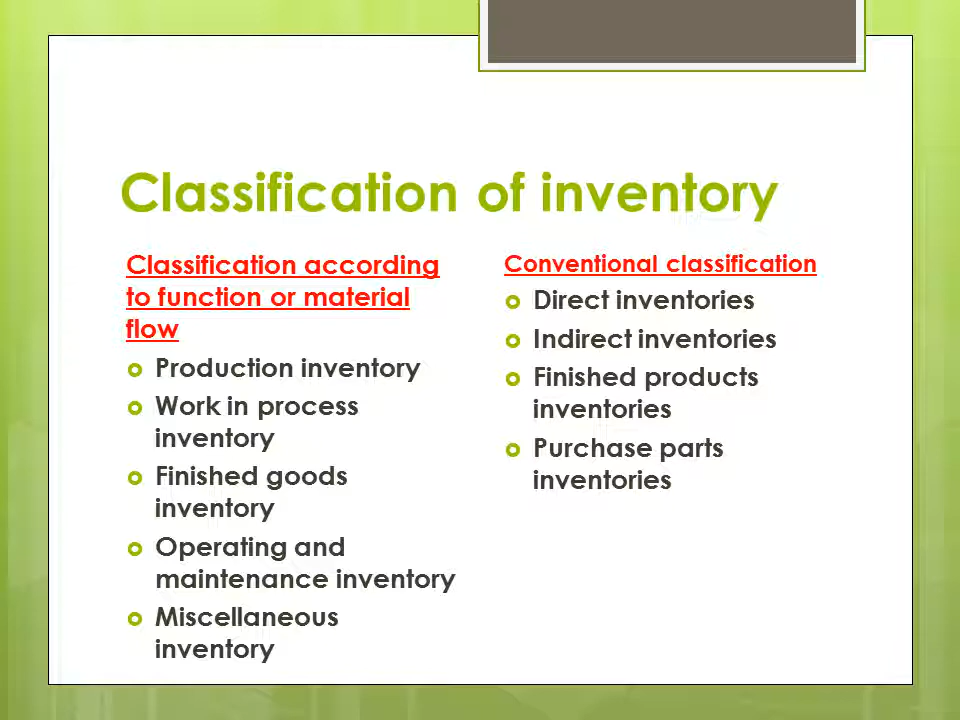 Classification of inventory
Classification according
to function or material
flow
Production inventory
Work in process
inventory
Finished goods
inventory
Operating and
maintenance inventory
Miscellaneous
inventory
Conventional classification
Direct inventories
Indirect inventories
Finished products
inventories
Purchase parts
inventories